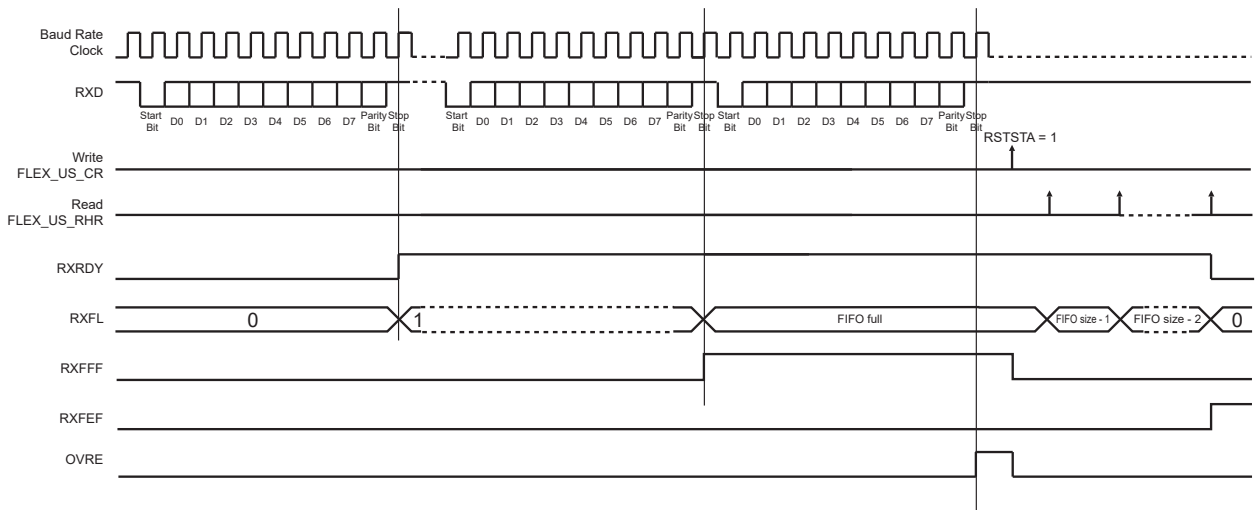 Baud Rate
Clock
RXD
Start
Bit
D0 D1 D2 D3 D4 D5 D6 D7
Parity
Bit
Stop
Bit
Start
Bit
D0 D1 D2 D3 D4 D5 D6 D7
Parity
Bit
Stop
Bit
Start
Bit
D0 D1 D2 D3 D4 D5 D6 D7
Parity
Bit
Stop
Bit
RSTSTA = 1
Write
FLEX_US_CR
Read
FLEX_US_RHR
RXRDY
RXFL
0
1
FIFO full
FIFO size - 1
FIFO size - 2
0
RXFFF
RXFEF
OVRE